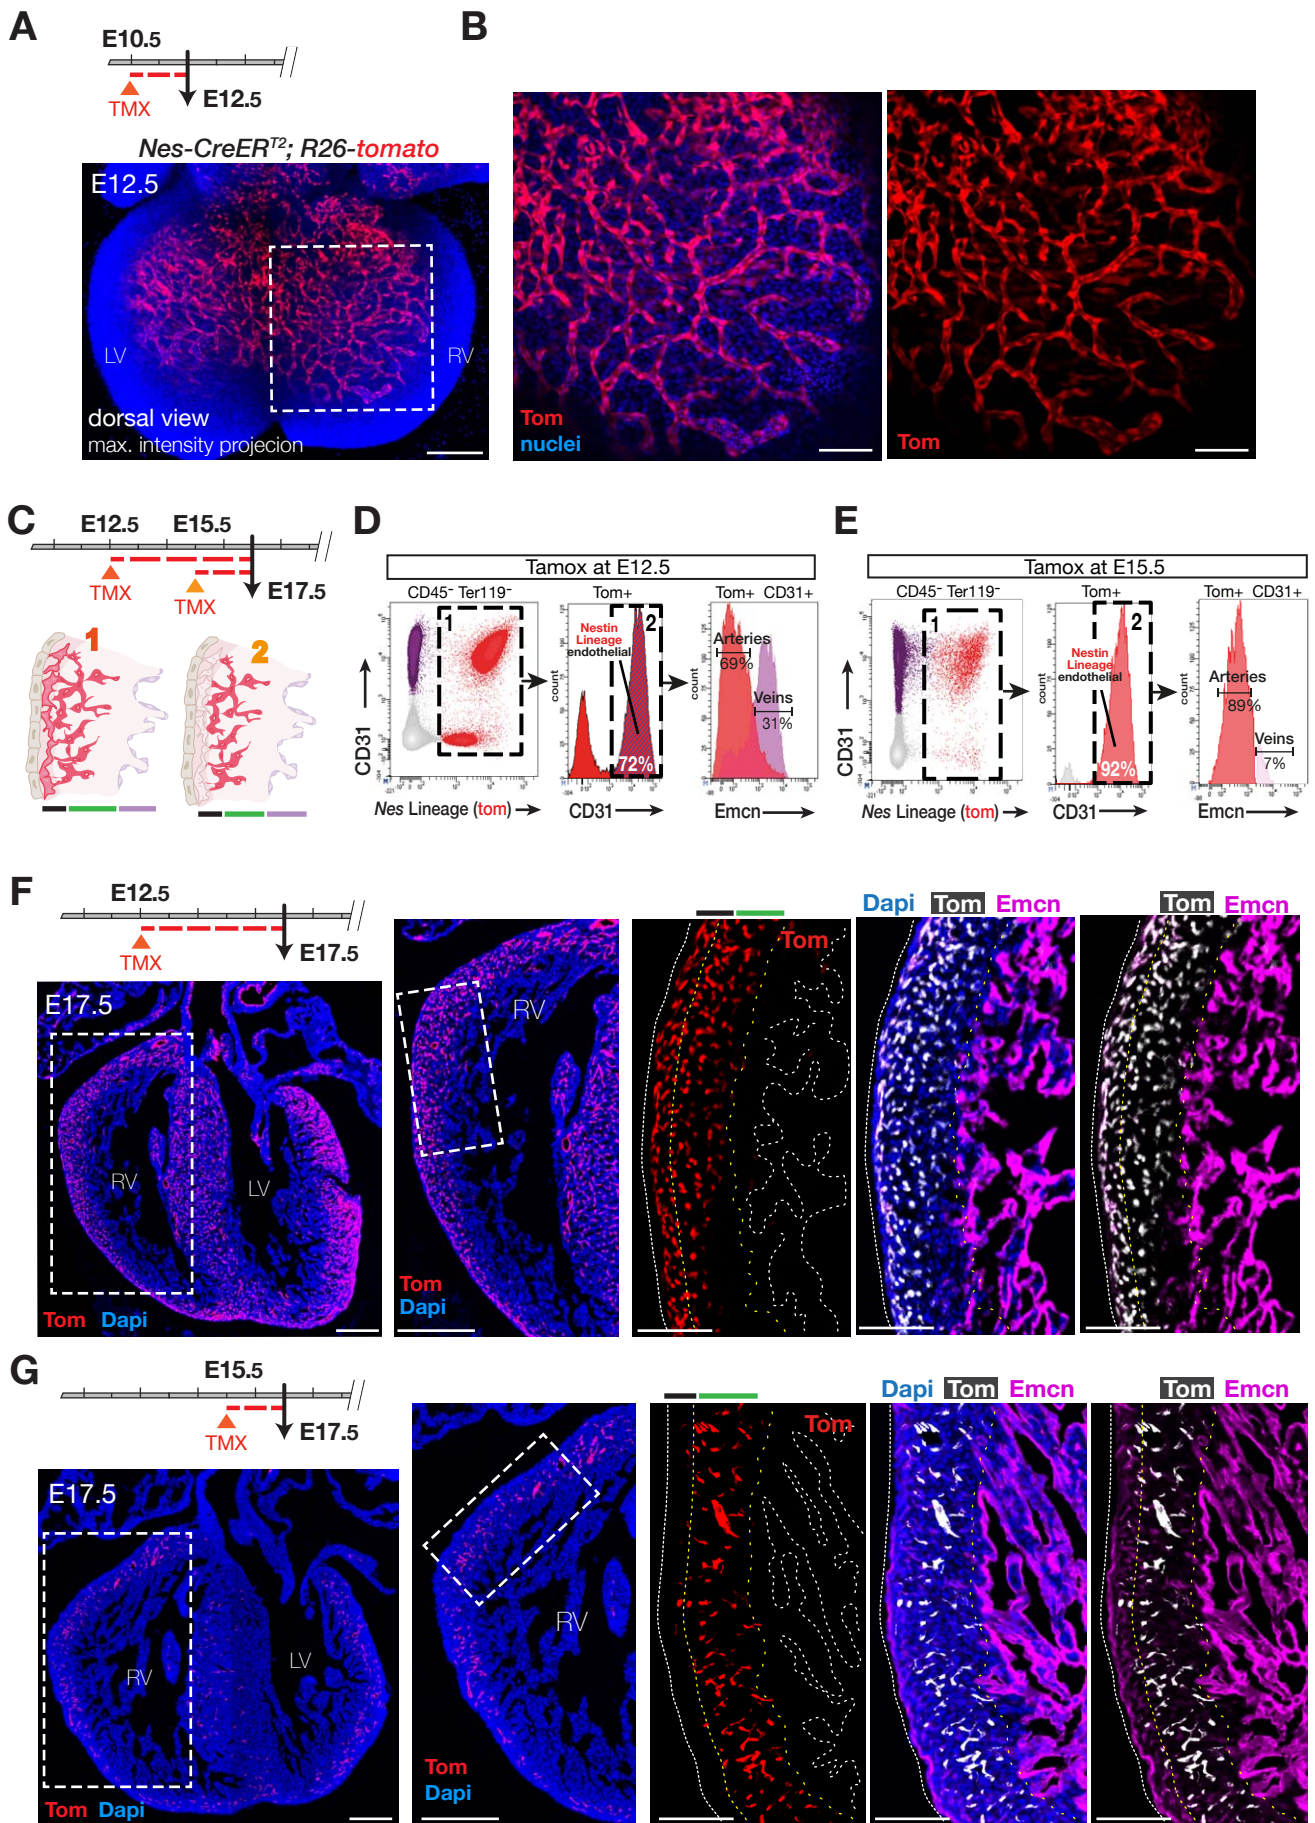 A
E10.5
TMX
E12.5
Nes-CreERT2; R26-tomato
E12.5
LV
RV
dorsal view
max. intensity projecion
B
Tom
nuclei
Tom
C
E12.5 E15.5
TMX TMX
E17.5
1 2
D
Tamox at E12.5
CD45- Ter119-
Tom+
Tom+ CD31+
1
Nestin
Lineage
endothelial
2
72%
Arteries
69%
Veins
31%
CD31
count
count
Nes Lineage (tom)
CD31
Emcn
E
Tamox at E15.5
CD45- Ter119-
Tom+
Tom+ CD31+
1
Nestin
Lineage
endothelial
2
92%
Arteries
89%
Veins
7%
CD31
count
count
Nes Lineage (tom)
CD31
Emcn
F
E12.5
TMX
E17.5
E17.5
RV
LV
Tom Dapi
RV
Tom
Dapi
Tom
Dapi Tom Emcn
Tom Emcn
G
E15.5
TMX
E17.5
E17.5
RV
LV
Tom Dapi
RV
Tom
Dapi
Tom
Dapi Tom Emcn
Tom Emcn